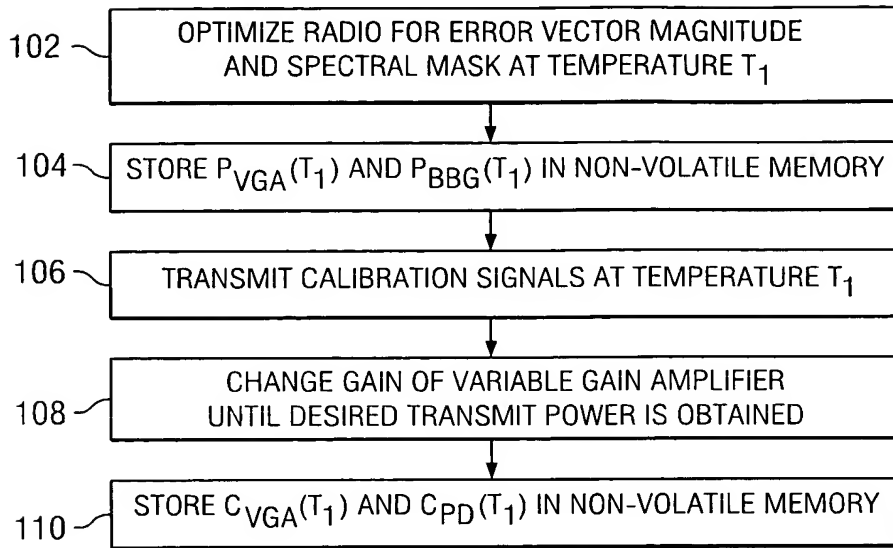 102
OPTIMIZE RADIO FOR ERROR VECTOR MAGNITUDE
AND SPECTRAL MASK AT TEMPERATURE T1
104
STORE PVGA(T1) AND PBBG(T1) IN NON-VOLATILE MEMORY
106
TRANSMIT CALIBRATION SIGNALS AT TEMPERATURE T1
108
CHANGE GAIN OF VARIABLE GAIN AMPLIFIER
UNTIL DESIRED TRANSMIT POWER IS OBTAINED
110
STORE CVGA(T1) AND CPD(T1) IN NON-VOLATILE MEMORY